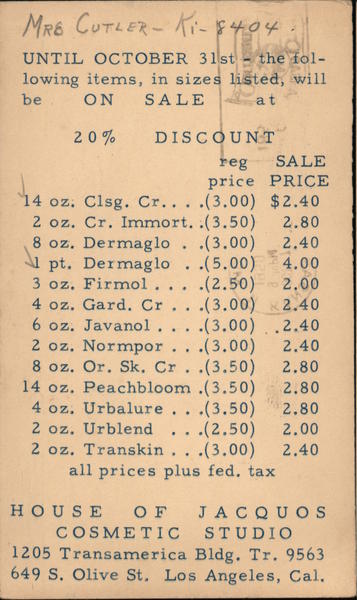 Mrs Cutler - Ki-8404
UNTIL OCTOBER 31st - the fol-
lowing items, in sizes listed, will
be ON SALE at
20% DISCOUNT
reg SALE
price PRICE
14 oz. Clsg. Cr. . . .(3.00) $2.40
2 oz. Cr. Immort. .(3.50) 2.80
8 oz. Dermaglo . .(3.00) 2.40
1 pt. Dermaglo . .(5.00) 4.00
3 oz. Firmol . . . .(2.50) 2.00
4 oz. Gard. Cr . . .(3.00) 2.40
6 oz. Javanol . . . .(3.00) 2.40
2 oz. Normpor . . .(3.00) 2.40
8 oz. Or. Sk. Cr . .(3.50) 2.80
14 oz. Peachbloom .(3.50) 2.80
4 oz. Urbalure . . .(3.50) 2.80
2 oz. Urblend . . .(2.50) 2.00
2 oz. Transkin . . .(3.00) 2.40
all prices plus fed. tax
HOUSE OF JACQUOS
COSMETIC STUDIO
1205 Transamerica Bldg. Tr. 9563
649 S. Olive St. Los Angeles, Cal.